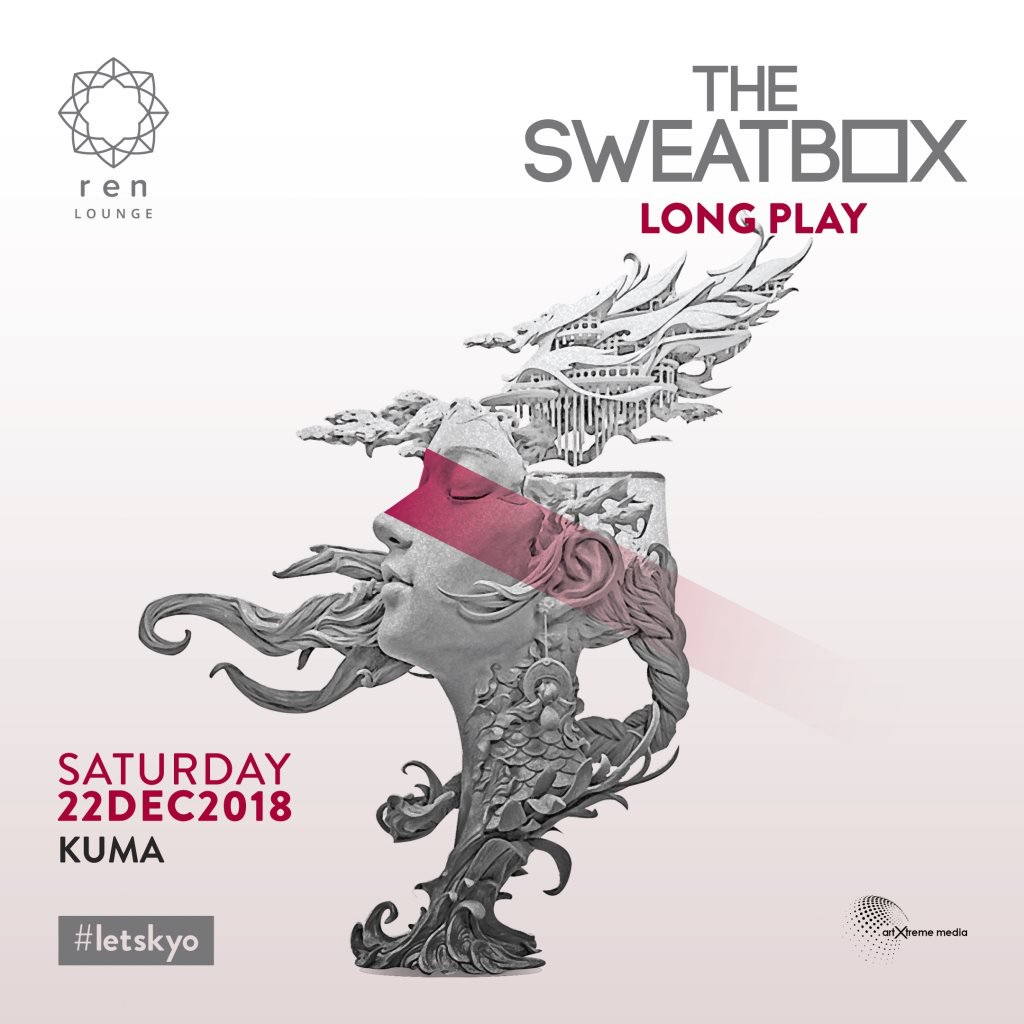 ren
LOUNGE
THE
SWEATBOX
LONG PLAY
SATURDAY
22DEC2018
KUMA
#letskyo
artXtreme media